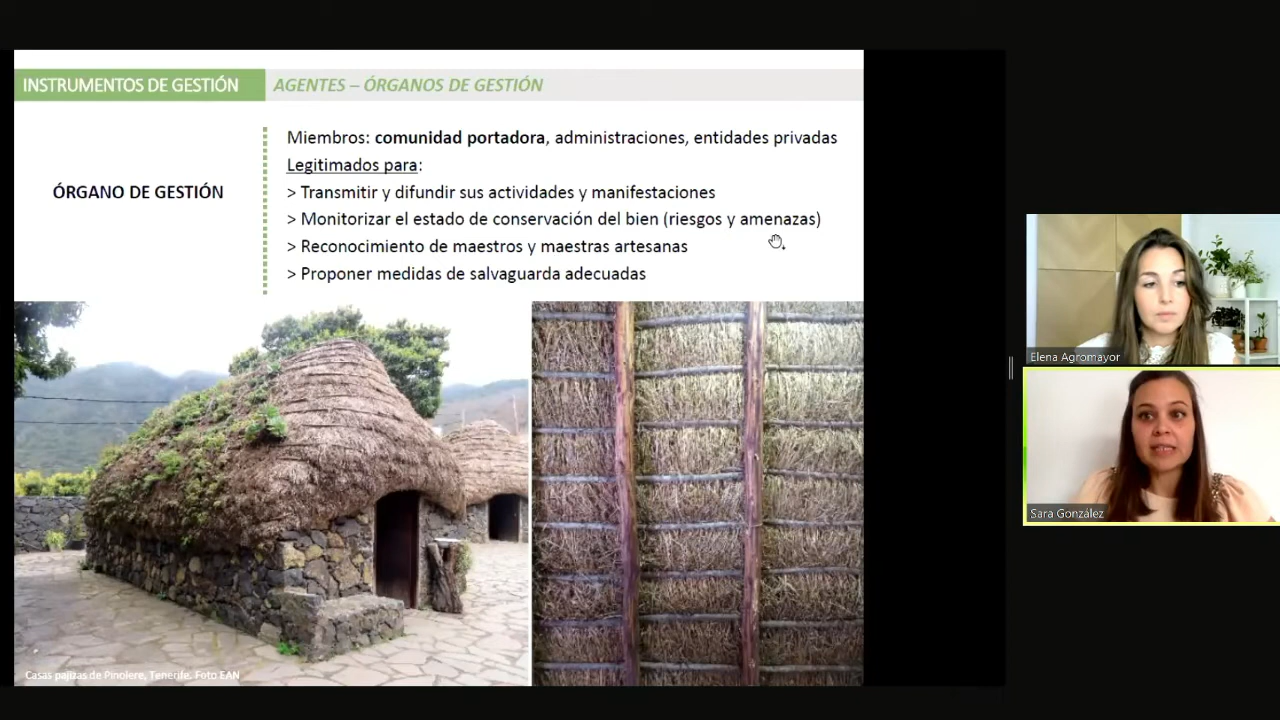 INSTRUMENTOS DE GESTIÓN
AGENTES – ÓRGANOS DE GESTIÓN
ÓRGANO DE GESTIÓN
Miembros: comunidad portadora, administraciones, entidades privadas
Legitimados para:
> Transmitir y difundir sus actividades y manifestaciones
> Monitorizar el estado de conservación del bien (riesgos y amenazas)
> Reconocimiento de maestros y maestras artesanas
> Proponer medidas de salvaguarda adecuadas
Casas pajizas de Pinolere, Tenerife. Foto EAN
Elena Agromayor
Sara González